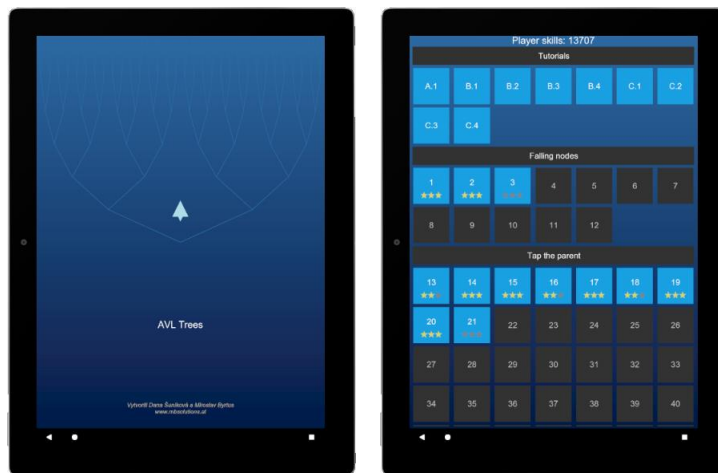 AVL Trees
Vytvorili Dana Šuníková a Miroslav Byrtus
www.mbsolutions.at
Player skills: 13707
Tutorials
A.1 B.1 B.2 B.3 B.4 C.1 C.2
C.3 C.4
Falling nodes
1 2 3 4 5 6 7
8 9 10 11 12
Tap the parent
13 14 15 16 17 18 19
20 21 22 23 24 25 26
27 28 29 30 31 32 33
34 35 36 37 38 39 40